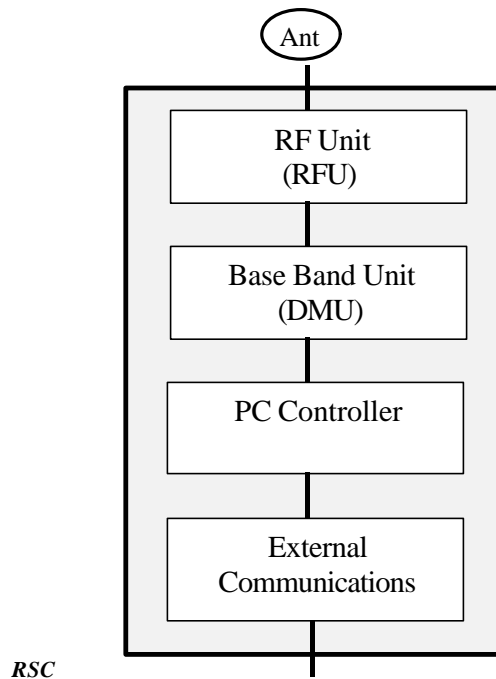 Ant
RF Unit
(RFU)
Base Band Unit
(DMU)
PC Controller
External
Communications
RSC